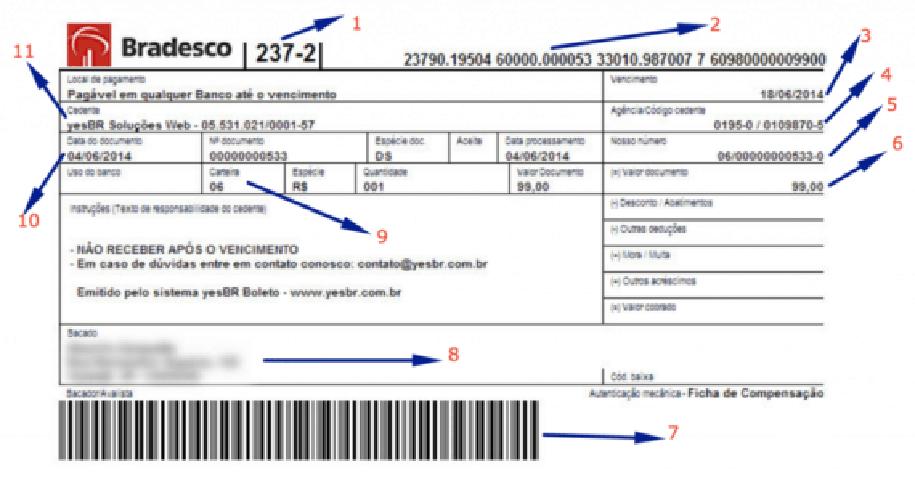 1
2
3
4
5
6
7
8
9
10
11
Bradesco | 237-2 | 23790.19504 60000.000053 33010.987007 7 60980000009900
Local de pagamento
Pagável em qualquer Banco até o vencimento
Vencimento
18/06/2014
Cedente
yesBR Soluções Web - 05.531.021/0001-57
Agência/Código cedente
0195-0 / 0109870-5
Data do documento
04/06/2014
Nº documento
00000000533
Espécie doc.
DS
Aceite
Data processamento
04/06/2014
Nosso número
06/00000000533-0
Uso do banco
Carteira
06
Espécie
R$
Quantidade
001
Valor Documento
99,00
(=) Valor documento
99,00
Instruções (Texto de responsabilidade do cedente)
- NÃO RECEBER APÓS O VENCIMENTO
- Em caso de dúvidas entre em contato conosco: contato@yesbr.com.br
Emitido pelo sistema yesBR Boleto - www.yesbr.com.br
(-) Desconto / Abatimentos
(-) Outras deduções
(+) Mora / Multa
(+) Outros acréscimos
(=) Valor cobrado
Sacado
Cód. baixa
Sacador/Avalista
Autenticação mecânica - Ficha de Compensação